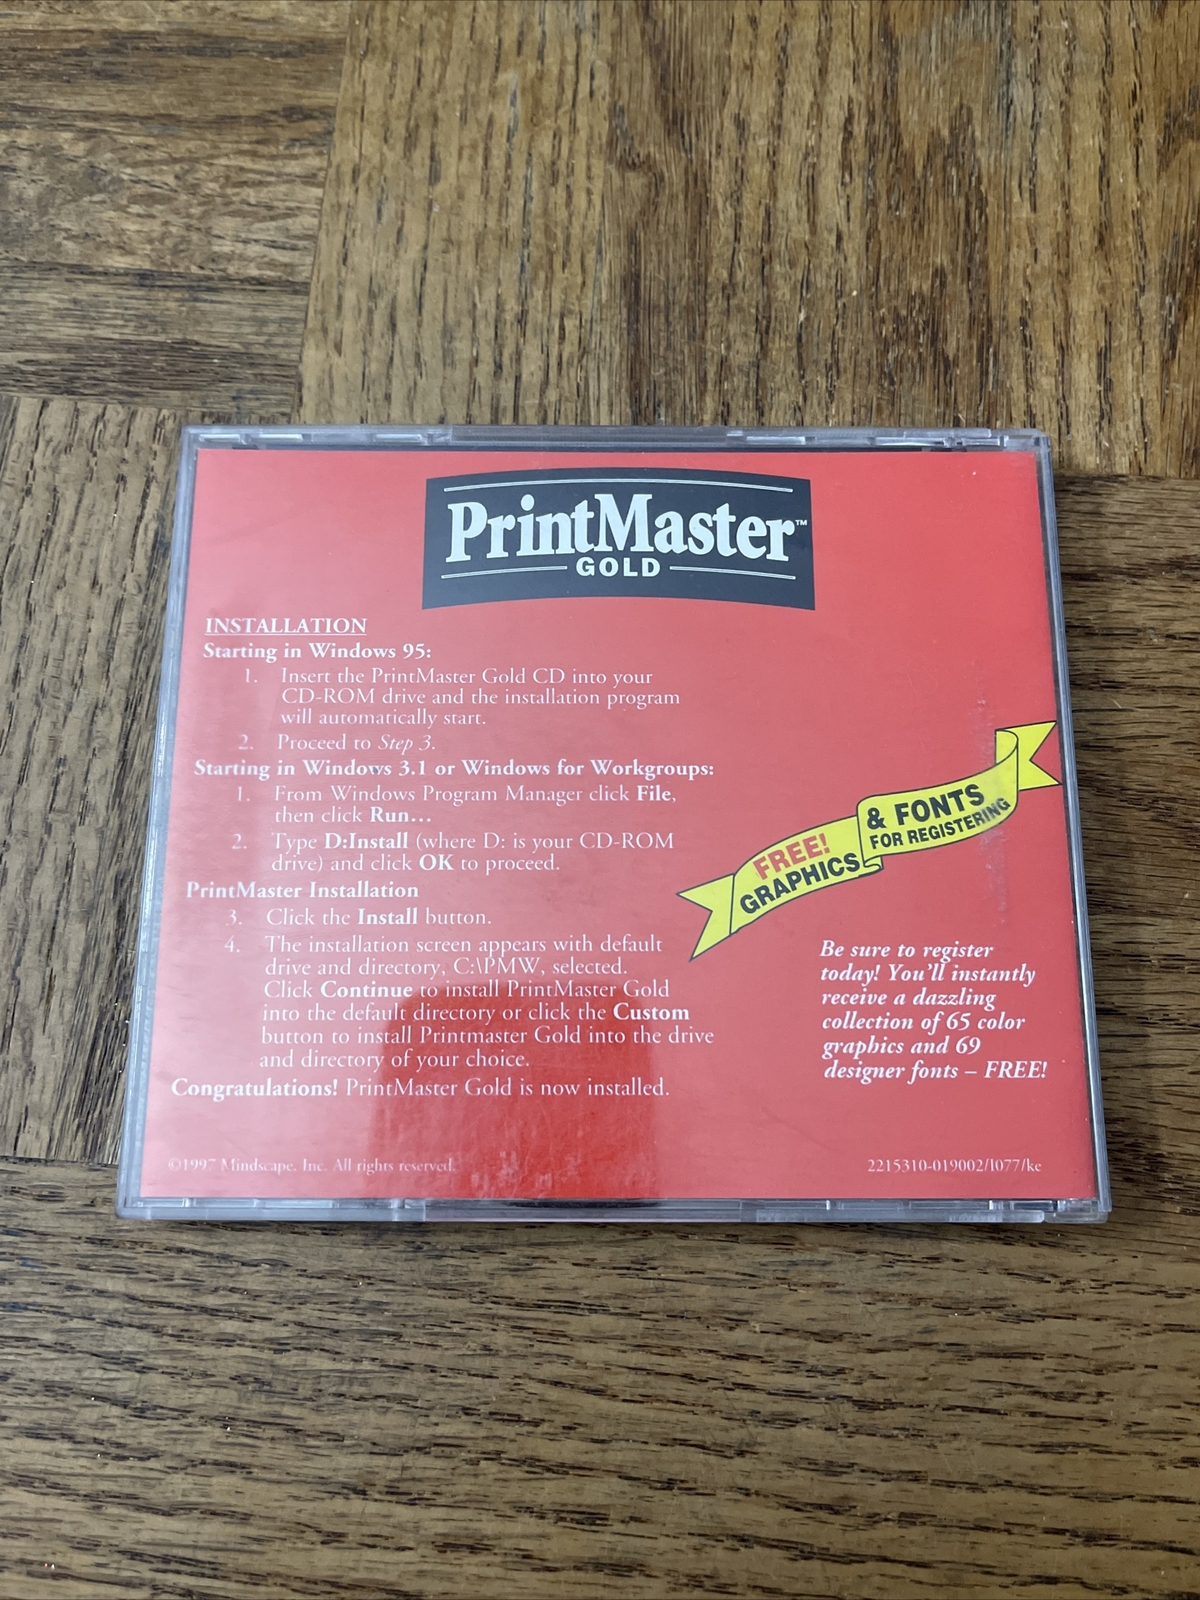 PrintMaster™
GOLD
INSTALLATION
Starting in Windows 95:
1. Insert the PrintMaster Gold CD into your
CD-ROM drive and the installation program
will automatically start.
2. Proceed to Step 3.
Starting in Windows 3.1 or Windows for Workgroups:
1. From Windows Program Manager click File,
then click Run...
2. Type D:Install (where D: is your CD-ROM
drive) and click OK to proceed.
PrintMaster Installation
3. Click the Install button.
4. The installation screen appears with default
drive and directory, C:\PMW, selected.
Click Continue to install PrintMaster Gold
into the default directory or click the Custom
button to install Printmaster Gold into the drive
and directory of your choice.
Congratulations! PrintMaster Gold is now installed.
FREE!
GRAPHICS
& FONTS
FOR REGISTERING
Be sure to register
today! You'll instantly
receive a dazzling
collection of 65 color
graphics and 69
designer fonts – FREE!
©1997 Mindscape, Inc. All rights reserved.
2215310-019002/I077/ke